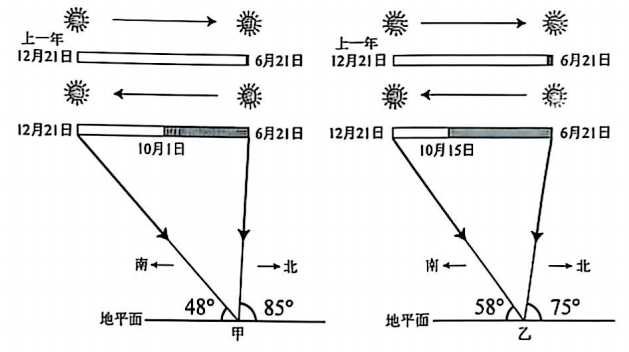 上一年
12月21日
6月21日
12月21日
6月21日
10月1日
南
北
48°
85°
地平面
甲
上一年
12月21日
6月21日
12月21日
6月21日
10月15日
南
北
58°
75°
地平面
乙